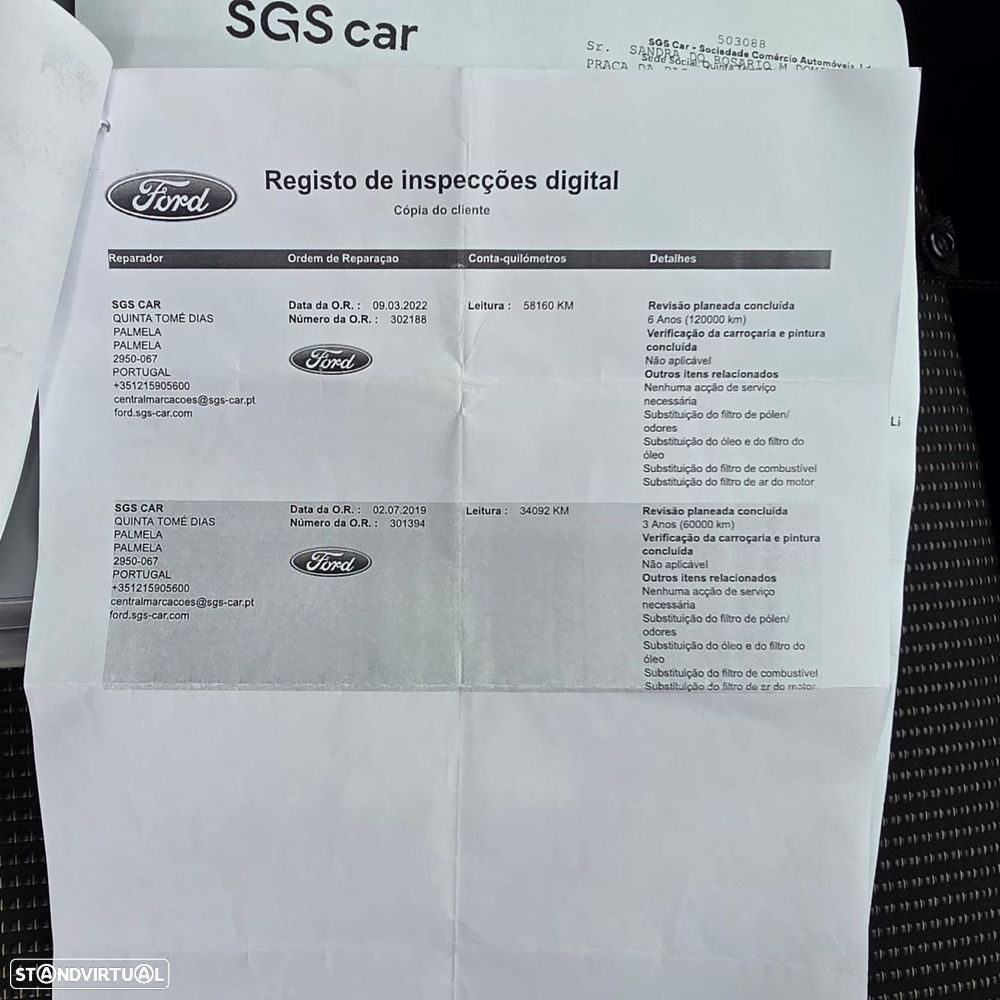 SGS car
503088
SGS Car - Sociedade Comércio Automóveis
Sr. SANDRA DO ROSARIO M
Sede Social
PRACA DA
Ford
Registo de inspecções digital
Cópia do cliente
Reparador Ordem de Reparaçao Conta-quilómetros Detalhes
SGS CAR Data da O.R. : 09.03.2022 Leitura : 58160 KM Revisão planeada concluída
QUINTA TOMÉ DIAS Número da O.R. : 302188 6 Anos (120000 km)
PALMELA Verificação da carroçaria e pintura
PALMELA concluída
2950-067 Ford Não aplicável
PORTUGAL Outros itens relacionados
+351215905600 Nenhuma acção de serviço
centralmarcacoes@sgs-car.pt necessária
ford.sgs-car.com Substituição do filtro de pólen/
odores
Li
Substituição do óleo e do filtro do
óleo
Substituição do filtro de combustível
Substituição do filtro de ar do motor
SGS CAR Data da O.R. : 02.07.2019 Leitura : 34092 KM Revisão planeada concluída
QUINTA TOMÉ DIAS Número da O.R. : 301394 3 Anos (60000 km)
PALMELA Verificação da carroçaria e pintura
PALMELA concluída
2950-067 Ford Não aplicável
PORTUGAL Outros itens relacionados
+351215905600 Nenhuma acção de serviço
centralmarcacoes@sgs-car.pt necessária
ford.sgs-car.com Substituição do filtro de pólen/
odores
Substituição do óleo e do filtro do
óleo
Substituição do filtro de combustível
Substituição do filtro de ar do motor
STANDVIRTUAL